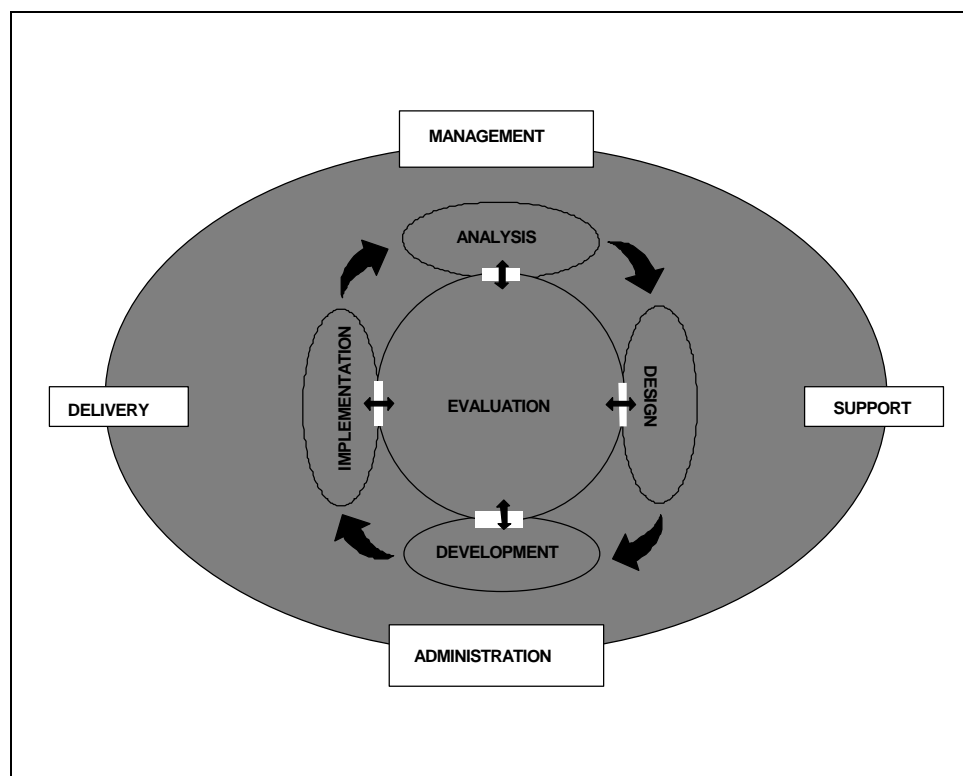 MANAGEMENT
ANALYSIS
IMPLEMENTATION
DESIGN
DELIVERY
EVALUATION
SUPPORT
DEVELOPMENT
ADMINISTRATION